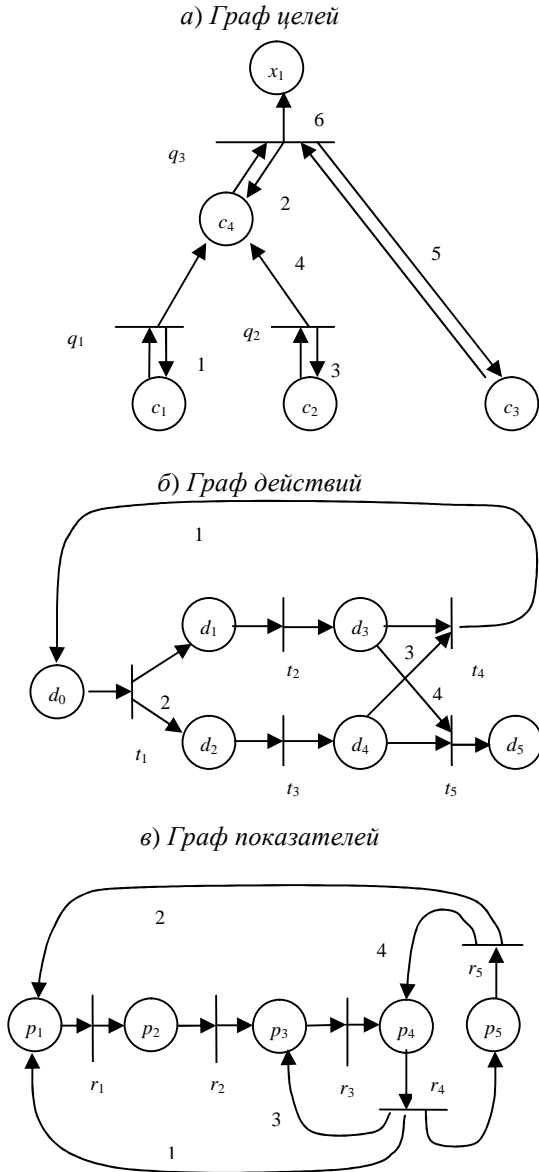 а) Граф целей
x1
6
q3
2
c4
5
4
q1
q2
1
3
c1
c2
c3
б) Граф действий
1
d1
d3
3
t2
t4
d0
2
4
d2
d4
d5
t1
t3
t5
в) Граф показателей
2
4
r5
p1
p2
p3
p4
p5
r1
r2
r3
r4
3
1